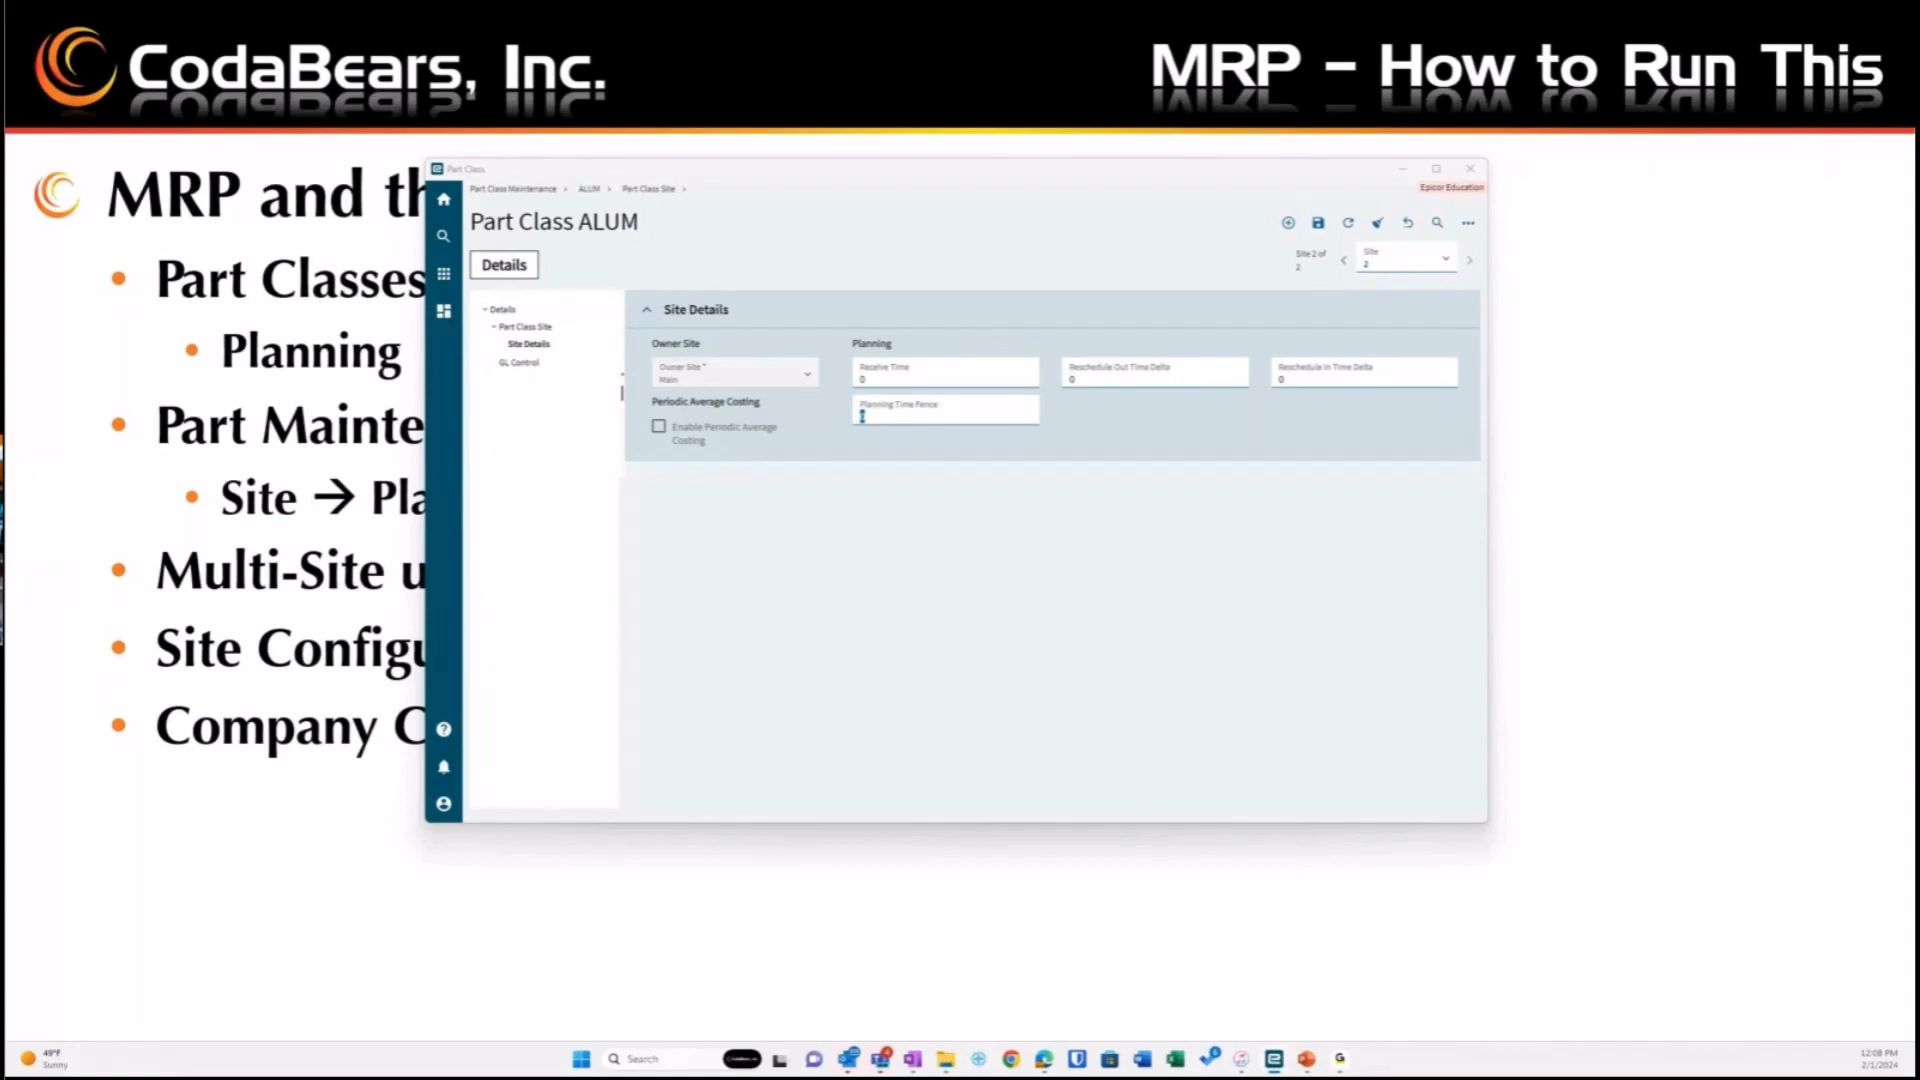 CodaBears, Inc.
MRP – How to Run This
MRP and th
Part Classes
Planning
Part Mainte
Site → Pla
Multi-Site u
Site Configu
Company C
Part Class
Part Class Maintenance > ALUM > Part Class Site >
Epicor Education
Part Class ALUM
Details
Site 2 of 2
Site
2
Details
Part Class Site
Site Details
GL Control
Site Details
Owner Site
Planning
Owner Site *
Main
Receive Time
0
Reschedule Out Time Delta
0
Reschedule In Time Delta
0
Periodic Average Costing
Planning Time Fence
0
Enable Periodic Average
Costing
49°F
Sunny
Search
12:08 PM
2/1/2024